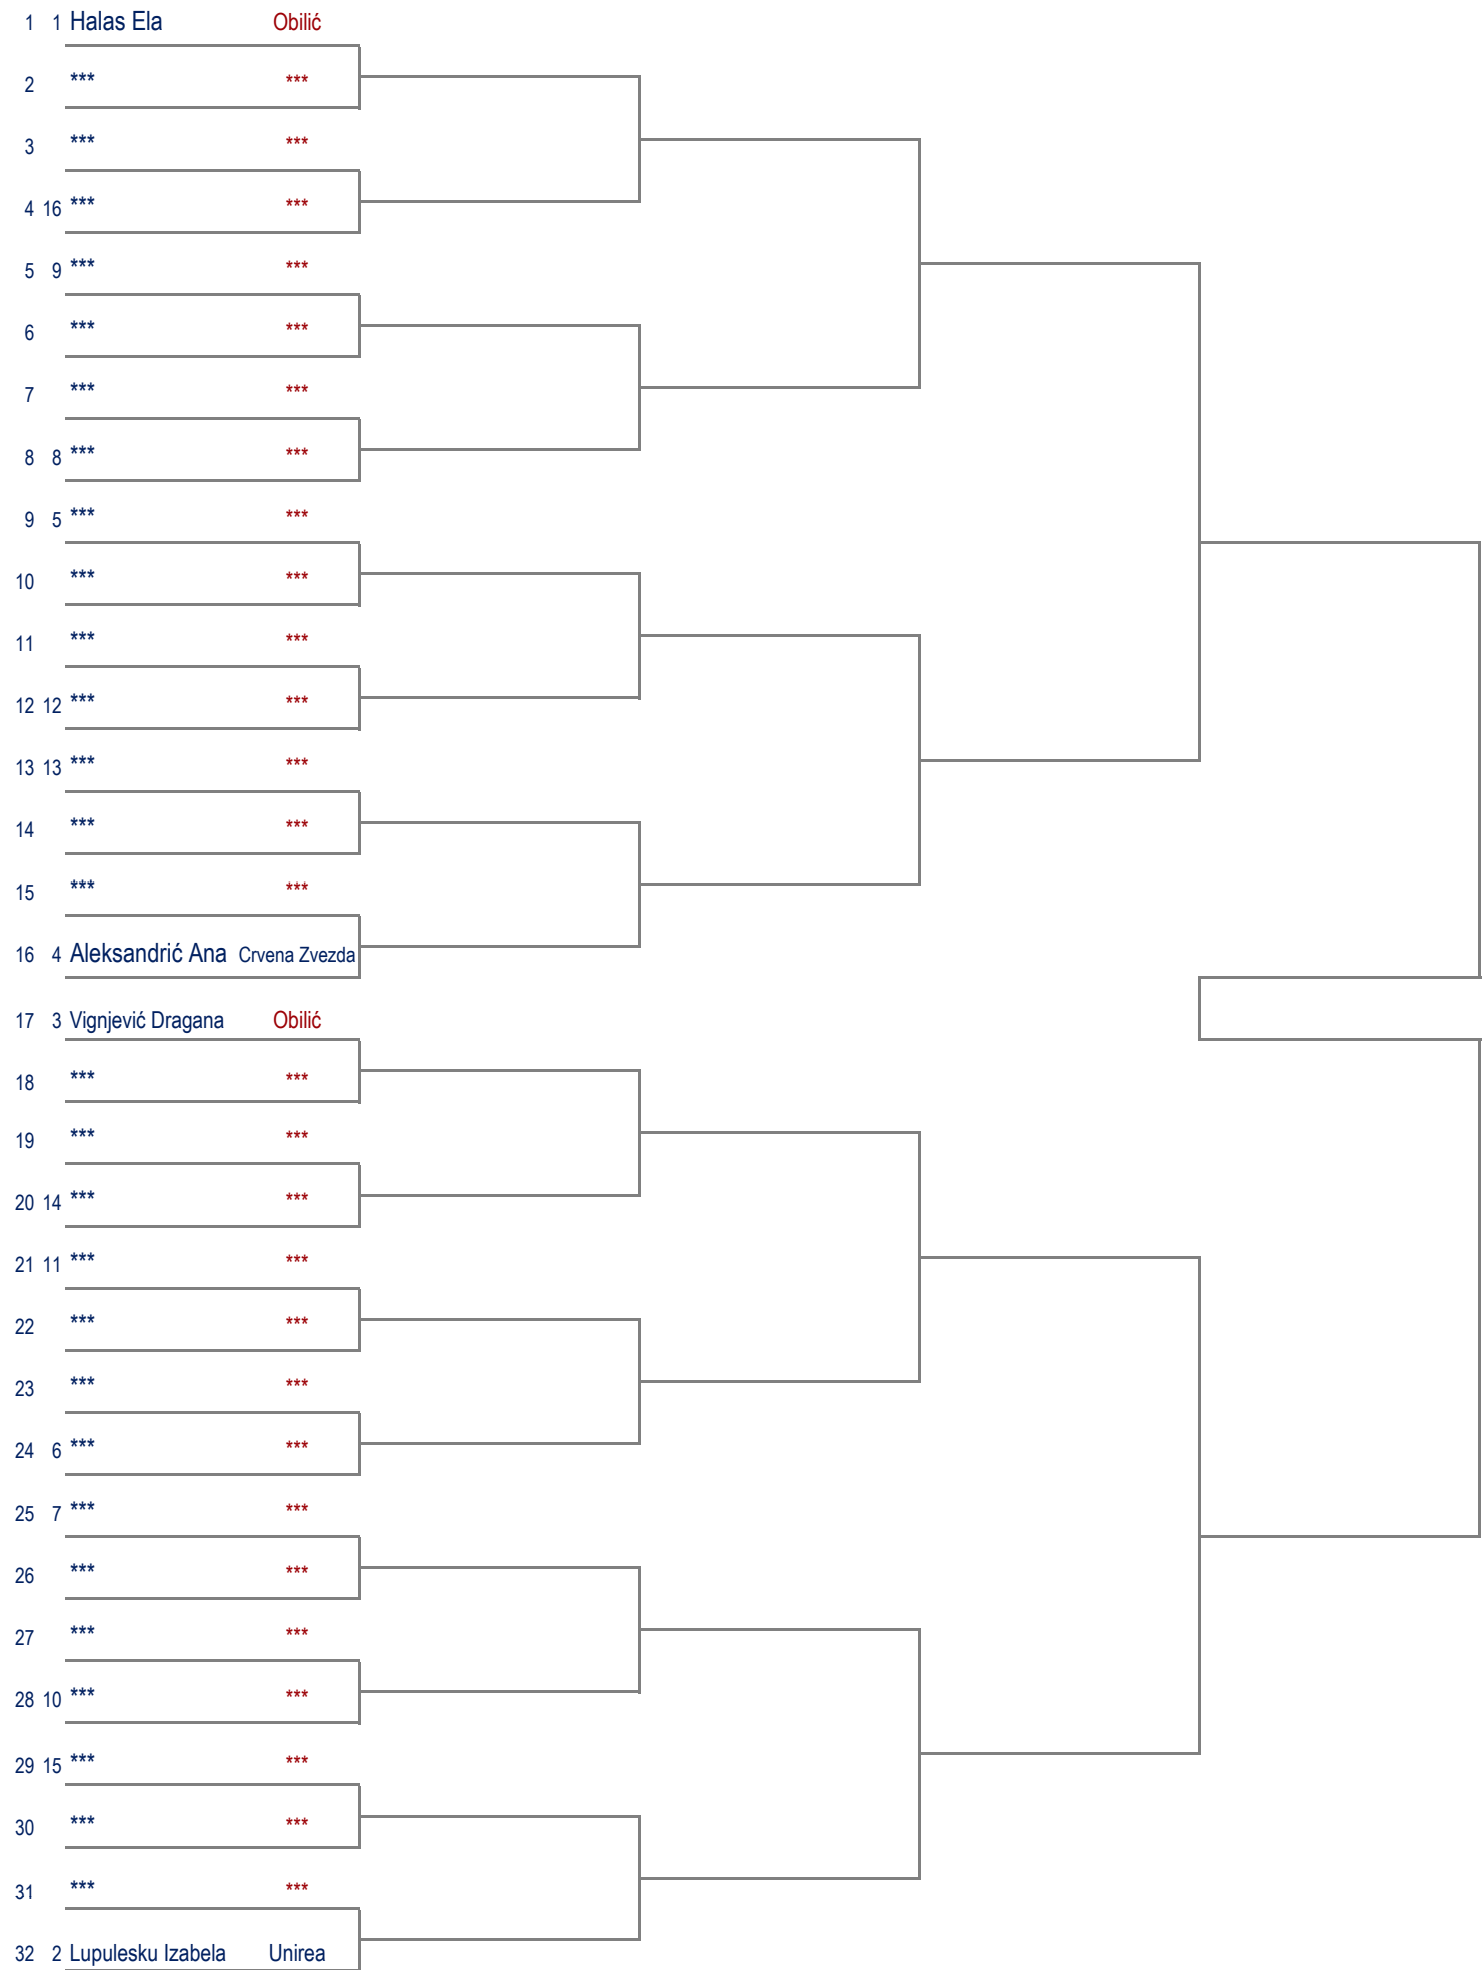 1 1 Halas Ela Obilić
2 *** ***
3 *** ***
4 16 *** ***
5 9 *** ***
6 *** ***
7 *** ***
8 8 *** ***
9 5 *** ***
10 *** ***
11 *** ***
12 12 *** ***
13 13 *** ***
14 *** ***
15 *** ***
16 4 Aleksandrić Ana Crvena Zvezda
17 3 Vignjević Dragana Obilić
18 *** ***
19 *** ***
20 14 *** ***
21 11 *** ***
22 *** ***
23 *** ***
24 6 *** ***
25 7 *** ***
26 *** ***
27 *** ***
28 10 *** ***
29 15 *** ***
30 *** ***
31 *** ***
32 2 Lupulesku Izabela Unirea